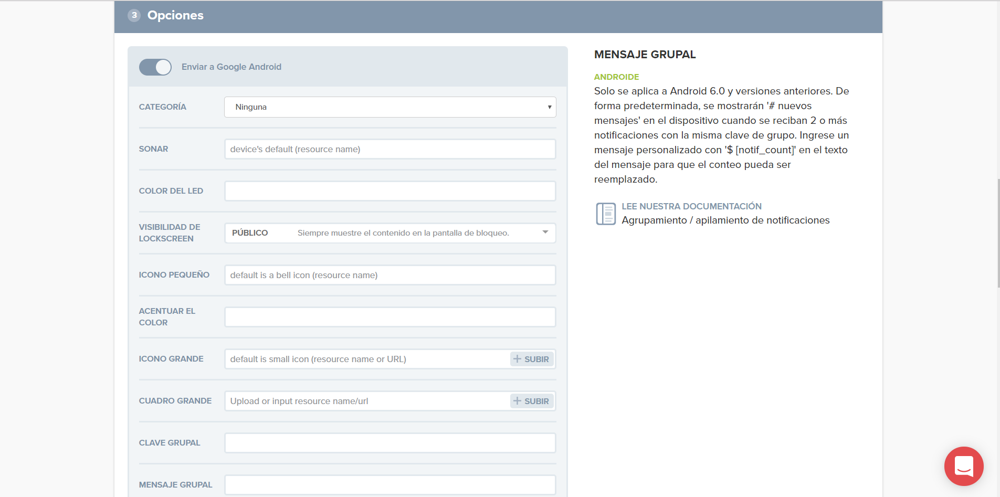 3 Opciones
Enviar a Google Android
CATEGORÍA
Ninguna
SONAR
device's default (resource name)
COLOR DEL LED
VISIBILIDAD DE
LOCKSCREEN
PÚBLICO Siempre muestre el contenido en la pantalla de bloqueo.
ICONO PEQUEÑO
default is a bell icon (resource name)
ACENTUAR EL
COLOR
ICONO GRANDE
default is small icon (resource name or URL)
SUBIR
CUADRO GRANDE
Upload or input resource name/url
SUBIR
CLAVE GRUPAL
MENSAJE GRUPAL
MENSAJE GRUPAL
ANDROIDE
Solo se aplica a Android 6.0 y versiones anteriores. De
forma predeterminada, se mostrarán '# nuevos
mensajes' en el dispositivo cuando se reciban 2 o más
notificaciones con la misma clave de grupo. Ingrese un
mensaje personalizado con '$ [notif_count]' en el texto
del mensaje para que el conteo pueda ser
reemplazado.
LEE NUESTRA DOCUMENTACIÓN
Agrupamiento / apilamiento de notificaciones